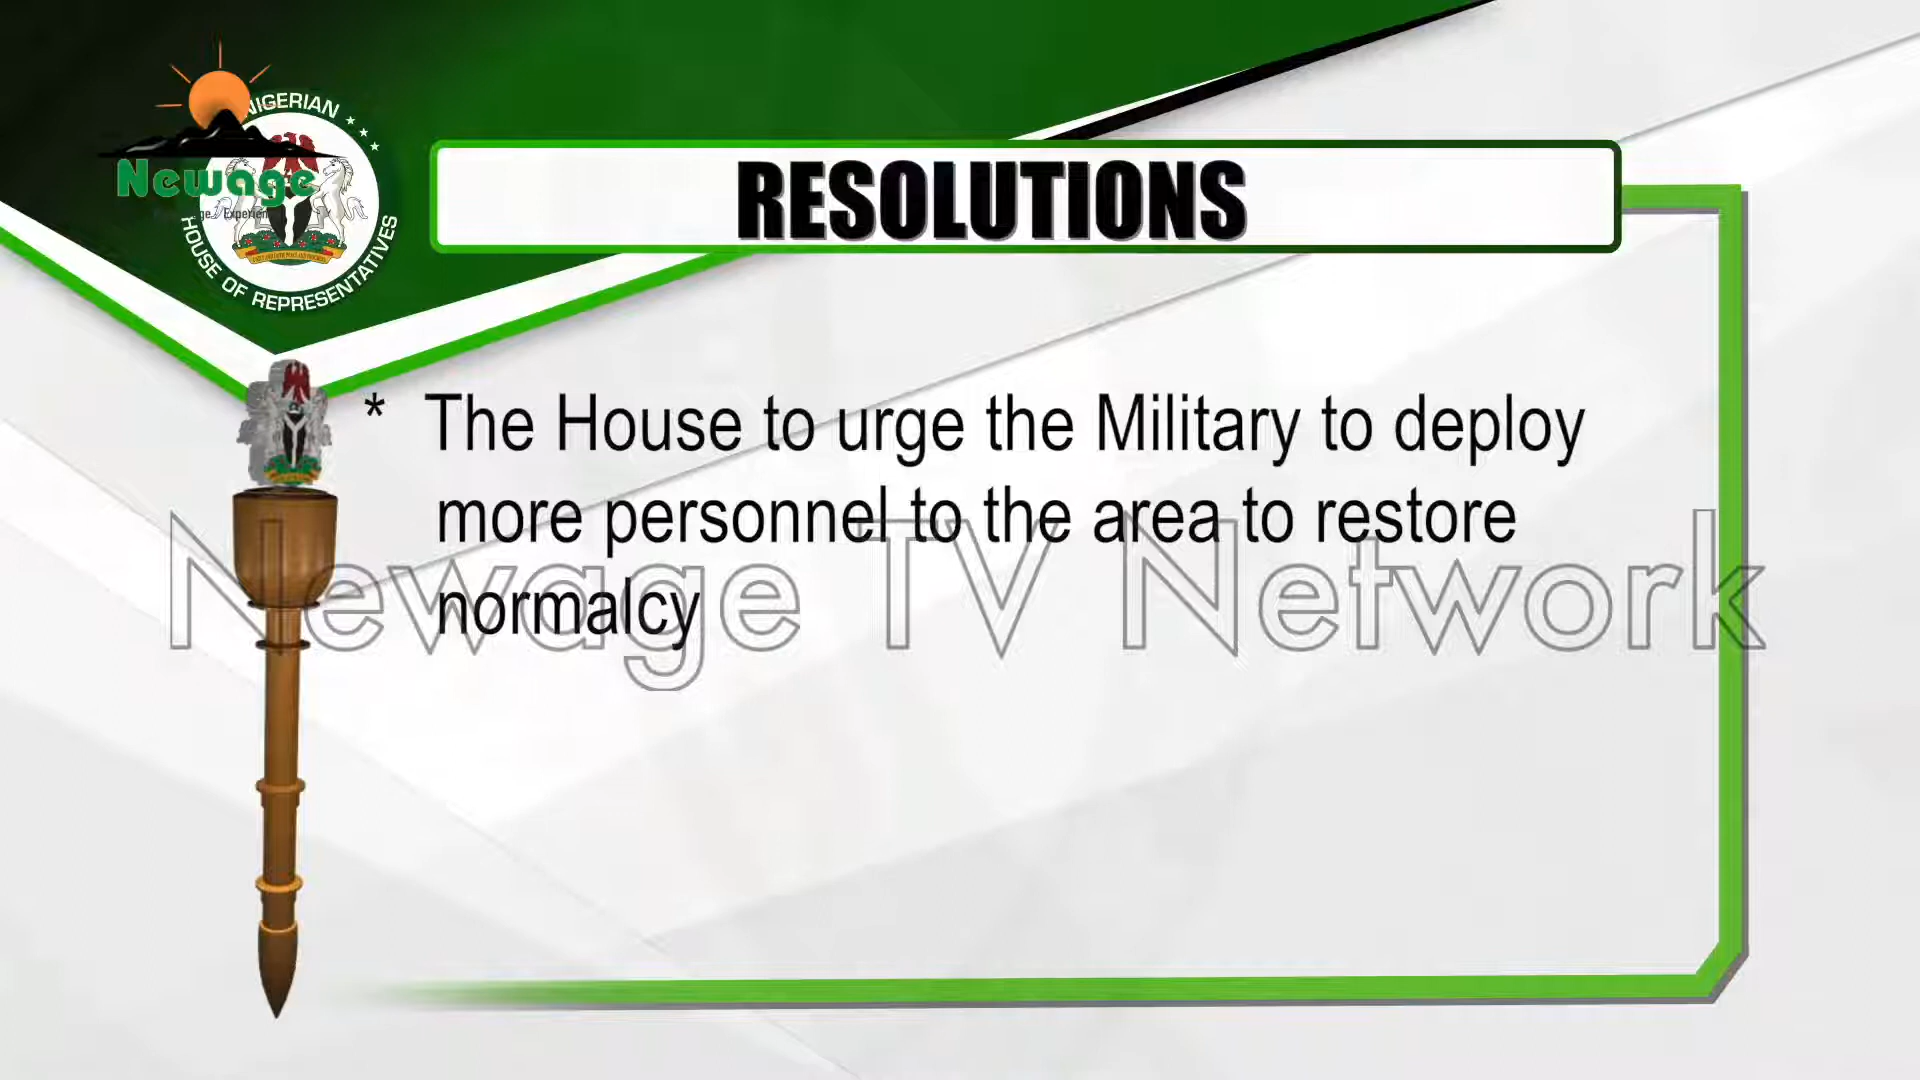 NIGERIAN
HOUSE OF REPRESENTATIVES
Newage
RESOLUTIONS
* The House to urge the Military to deploy
more personnel to the area to restore
normalcy
Newage TV Network